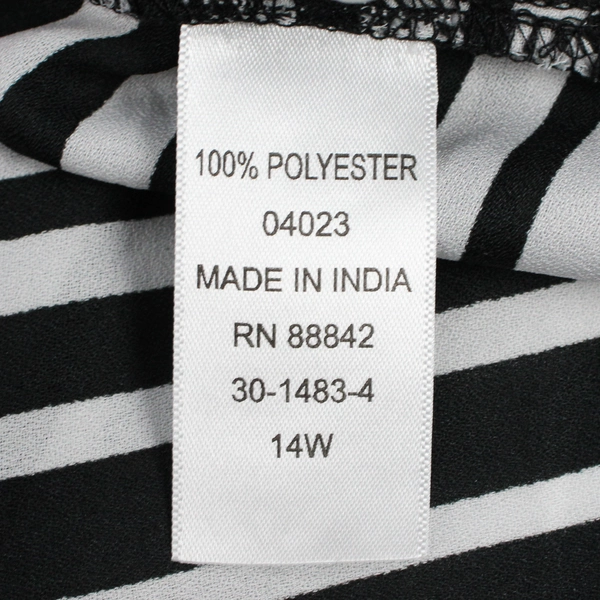 100% POLYESTER
04023
MADE IN INDIA
RN 88842
30-1483-4
14W